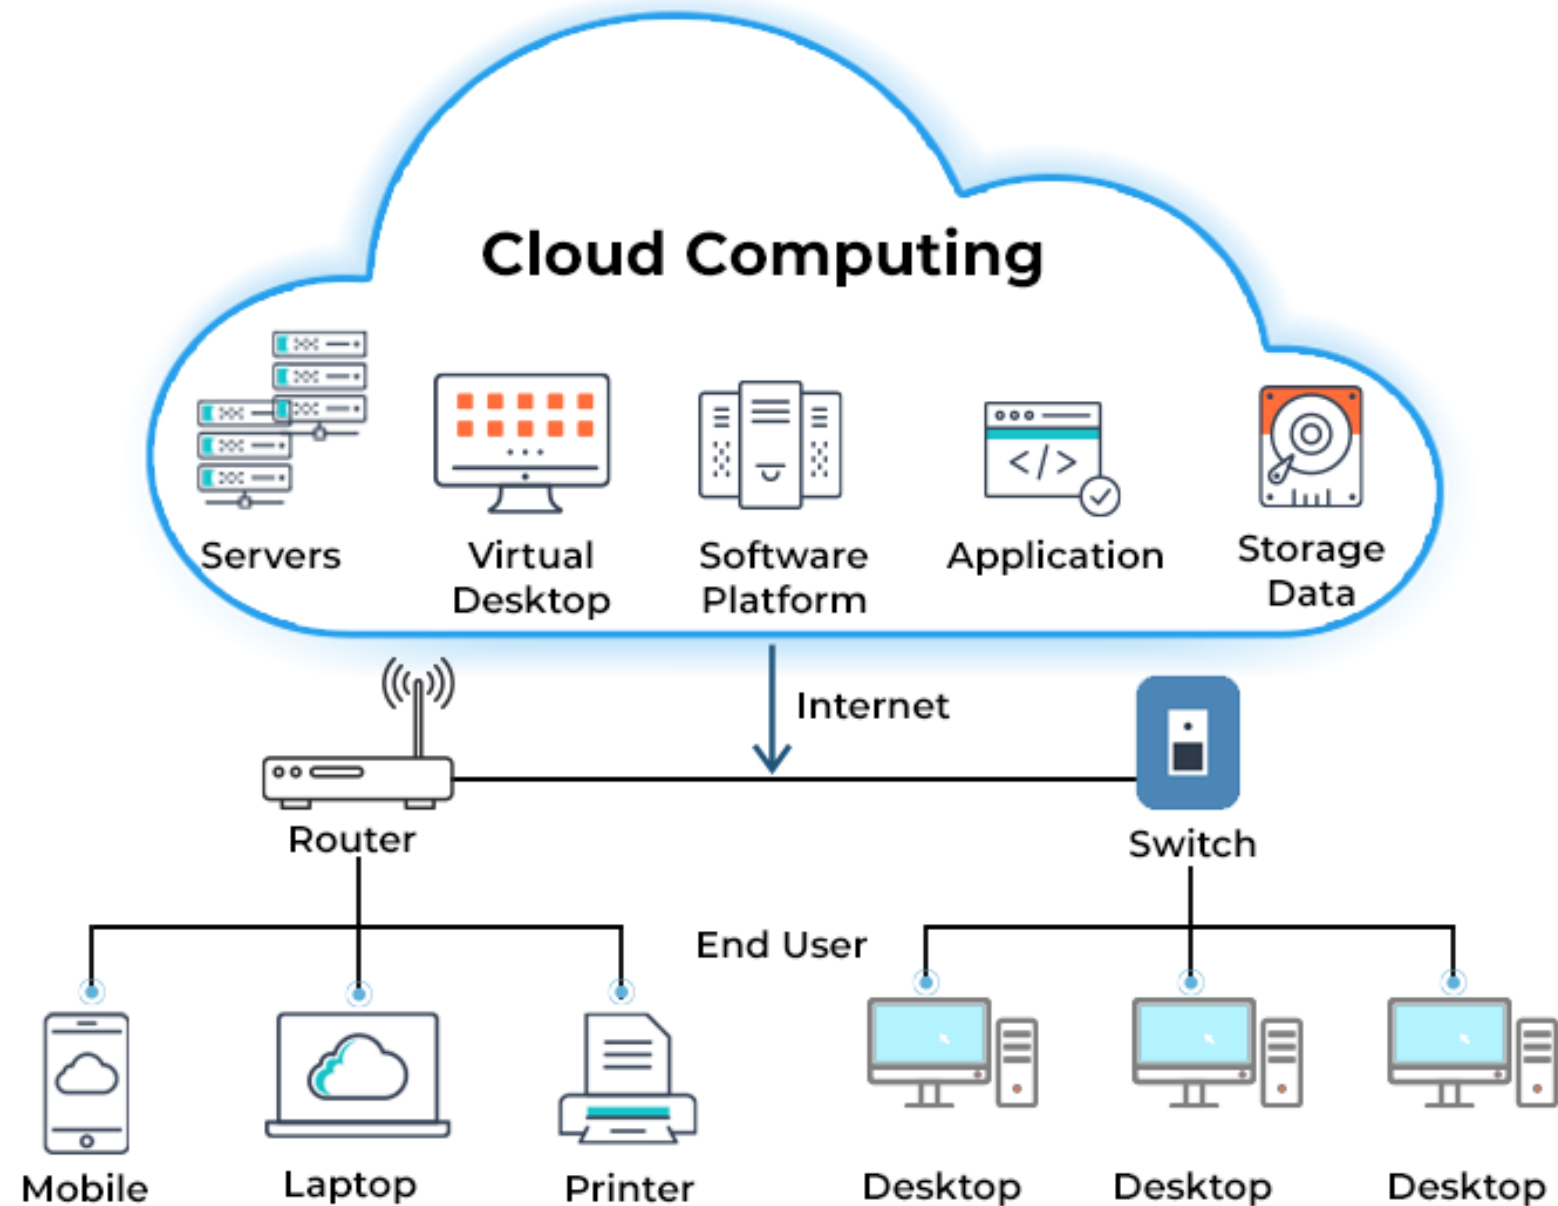 Cloud Computing
Servers
Virtual
Desktop
Software
Platform
Application
Storage
Data
Internet
Router
Switch
End User
Mobile
Laptop
Printer
Desktop
Desktop
Desktop